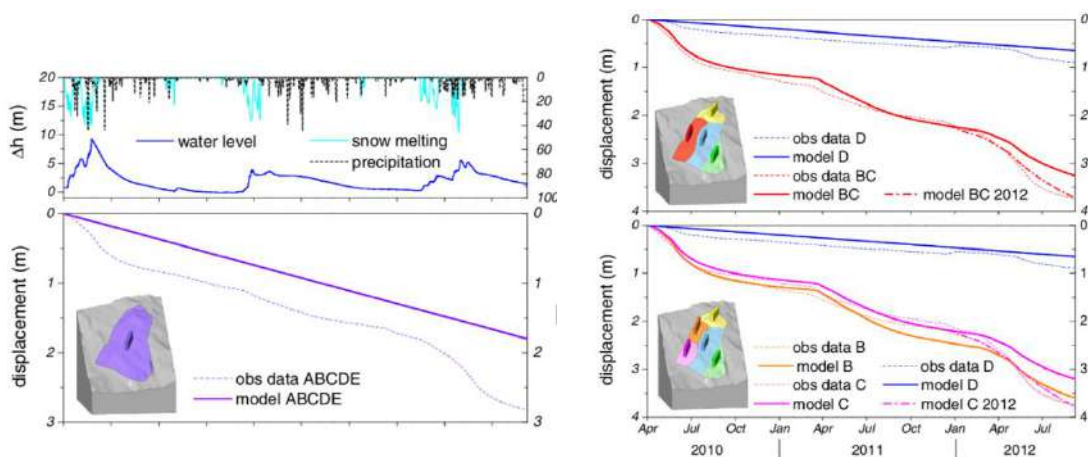 20
15
10
5
0
Δh (m)
0
20
40
60
80
100
water level
snow melting
precipitation
0
1
2
3
displacement (m)
0
1
2
3
obs data ABCDE
model ABCDE
0
1
2
3
4
displacement (m)
0
1
2
3
4
obs data D
model D
obs data BC
model BC
model BC 2012
0
1
2
3
4
displacement (m)
0
1
2
3
4
obs data B
model B
obs data D
obs data C
model D
model C
model C 2012
Apr Jul Oct Jan Apr Jul Oct Jan Apr Jul
2010 2011 2012